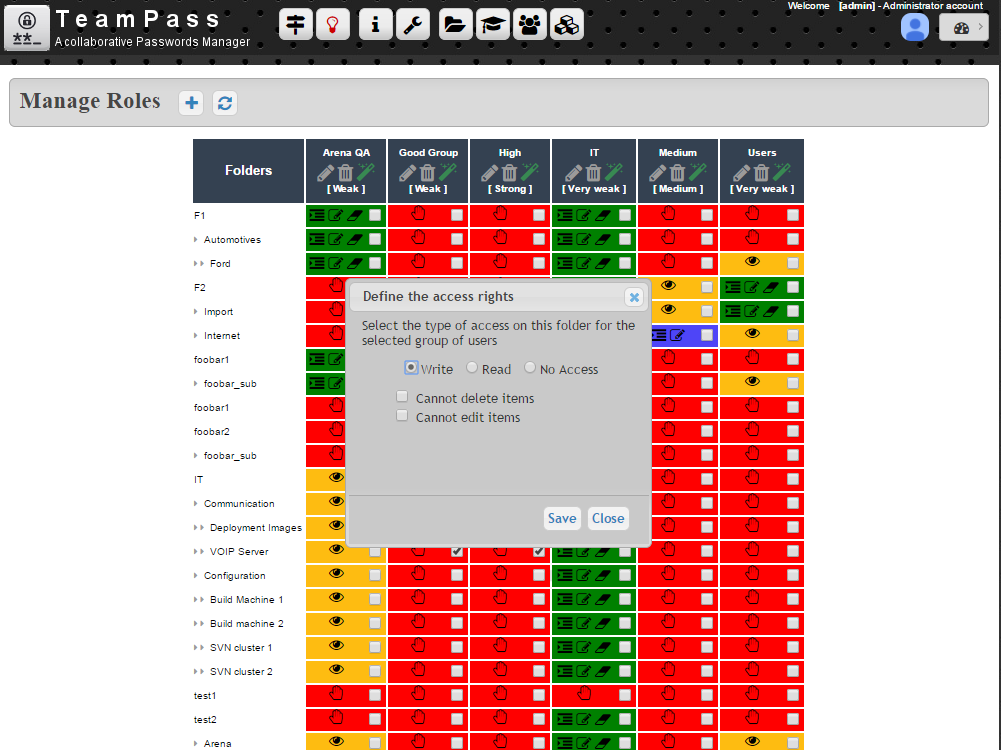 Welcome [admin] - Administrator account
TeamPass
A collaborative Passwords Manager
Manage Roles
Folders Arena QA Good Group High IT Medium Users
[ Weak ] [ Weak ] [ Strong ] [ Very weak ] [ Medium ] [ Very weak ]
F1
Automotives
Ford
F2
Import
Internet
foobar1
foobar_sub
foobar1
foobar2
foobar_sub
IT
Communication
Deployment Images
VOIP Server
Configuration
Build Machine 1
Build machine 2
SVN cluster 1
SVN cluster 2
test1
test2
Arena
Define the access rights
Select the type of access on this folder for the
selected group of users
Write Read No Access
Cannot delete items
Cannot edit items
Save Close